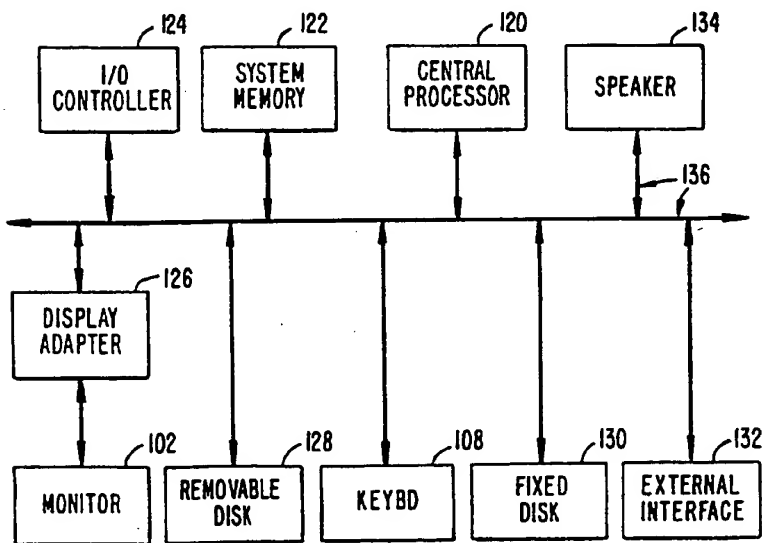 124
122
120
134
I/O
CONTROLLER
SYSTEM
MEMORY
CENTRAL
PROCESSOR
SPEAKER
136
126
DISPLAY
ADAPTER
102
128
108
130
132
MONITOR
REMOVABLE
DISK
KEYBD
FIXED
DISK
EXTERNAL
INTERFACE